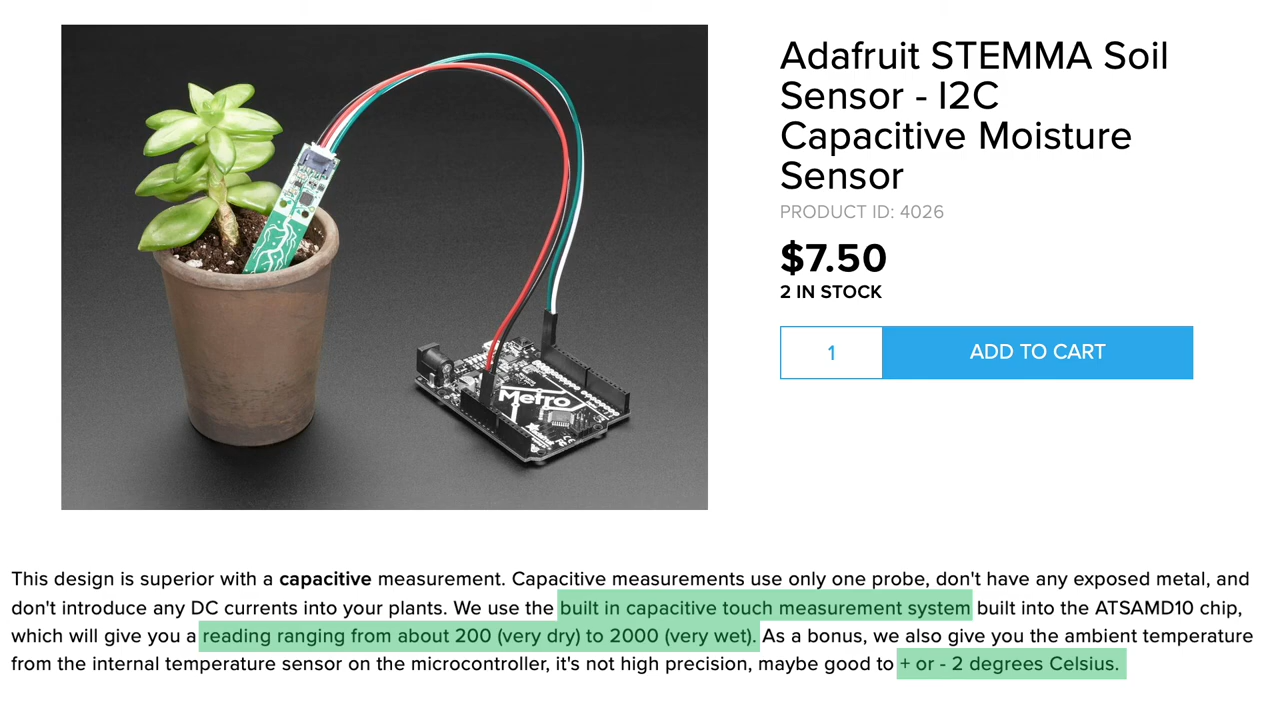 Adafruit STEMMA Soil
Sensor - I2C
Capacitive Moisture
Sensor
PRODUCT ID: 4026
$7.50
2 IN STOCK
1
ADD TO CART
Metro
This design is superior with a capacitive measurement. Capacitive measurements use only one probe, don't have any exposed metal, and
don't introduce any DC currents into your plants. We use the built in capacitive touch measurement system built into the ATSAMD10 chip,
which will give you a reading ranging from about 200 (very dry) to 2000 (very wet). As a bonus, we also give you the ambient temperature
from the internal temperature sensor on the microcontroller, it's not high precision, maybe good to + or - 2 degrees Celsius.